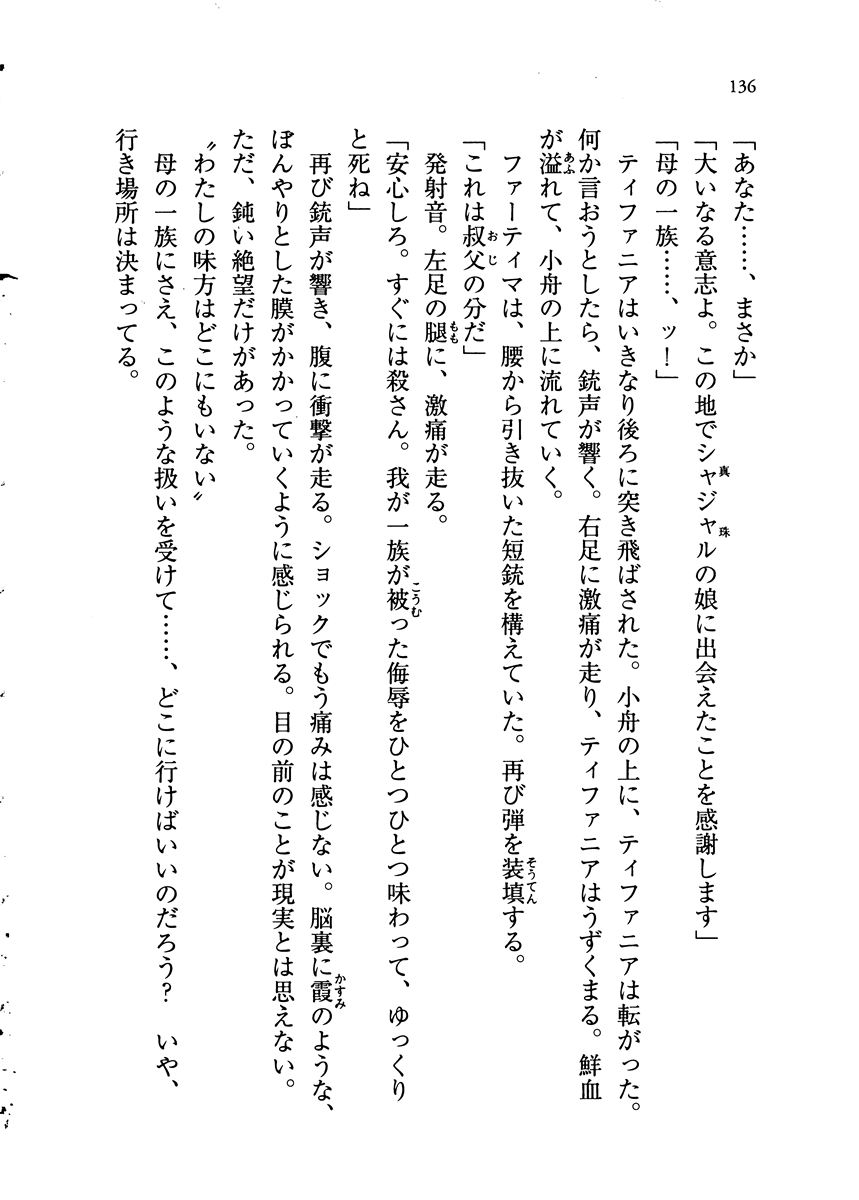 136
「あなた……、まさか」
「大いなる意志よ。この地でシャジャルの娘に出会えたことを感謝します」
「母の一族……、ッ！」
　ティファニアはいきなり後ろに突き飛ばされた。小舟の上に、ティファニアは転がった。
何か言おうとしたら、銃声が響く。右足に激痛が走り、ティファニアはうずくまる。鮮血
が溢れて、小舟の上に流れていく。
　ファーティマは、腰から引き抜いた短銃を構えていた。再び弾を装填する。
「これは叔父の分だ」
　発射音。左足の腿に、激痛が走る。
「安心しろ。すぐには殺さん。我が一族が被った侮辱をひとつひとつ味わって、ゆっくり
と死ね」
　再び銃声が響き、腹に衝撃が走る。ショックでもう痛みは感じない。脳裏に霞のような、
ぼんやりとした膜がかかっていくように感じられる。目の前のことが現実とは思えない。
ただ、鈍い絶望だけがあった。
〝わたしの味方はどこにもいない〟
　母の一族にさえ、このような扱いを受けて……、どこに行けばいいのだろう？　いや、
行き場所は決まってる。